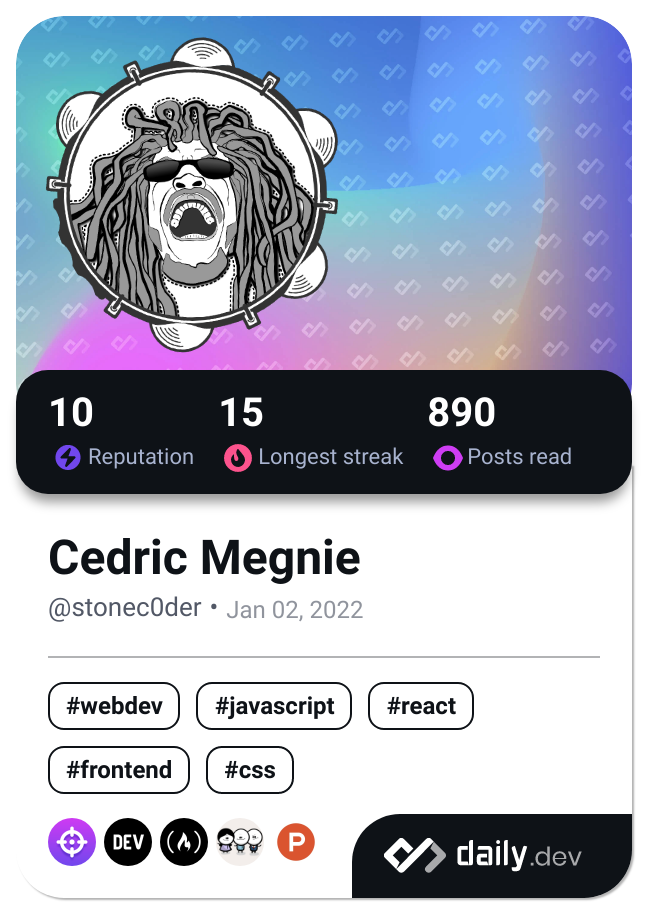 10 15 890
Reputation Longest streak Posts read
Cedric Megnie
@stonec0der • Jan 02, 2022
#webdev #javascript #react
#frontend #css
DEV P daily.dev